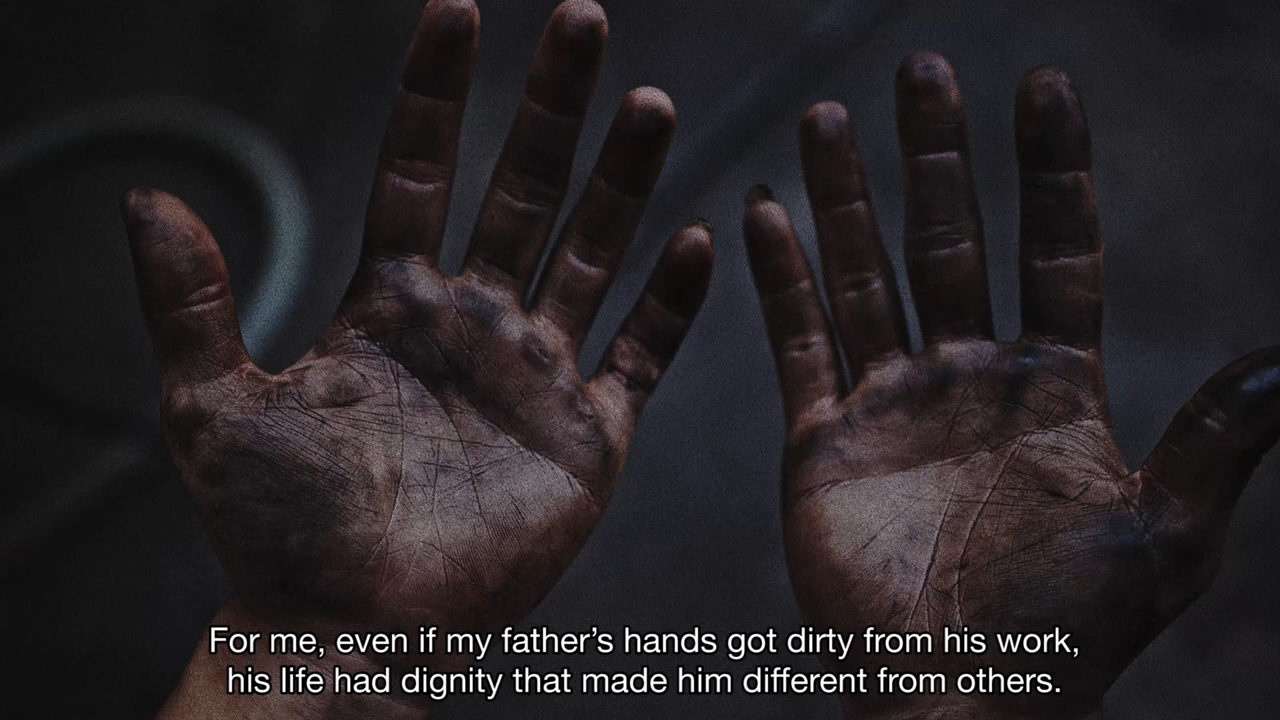 For me, even if my father’s hands got dirty from his work,
his life had dignity that made him different from others.